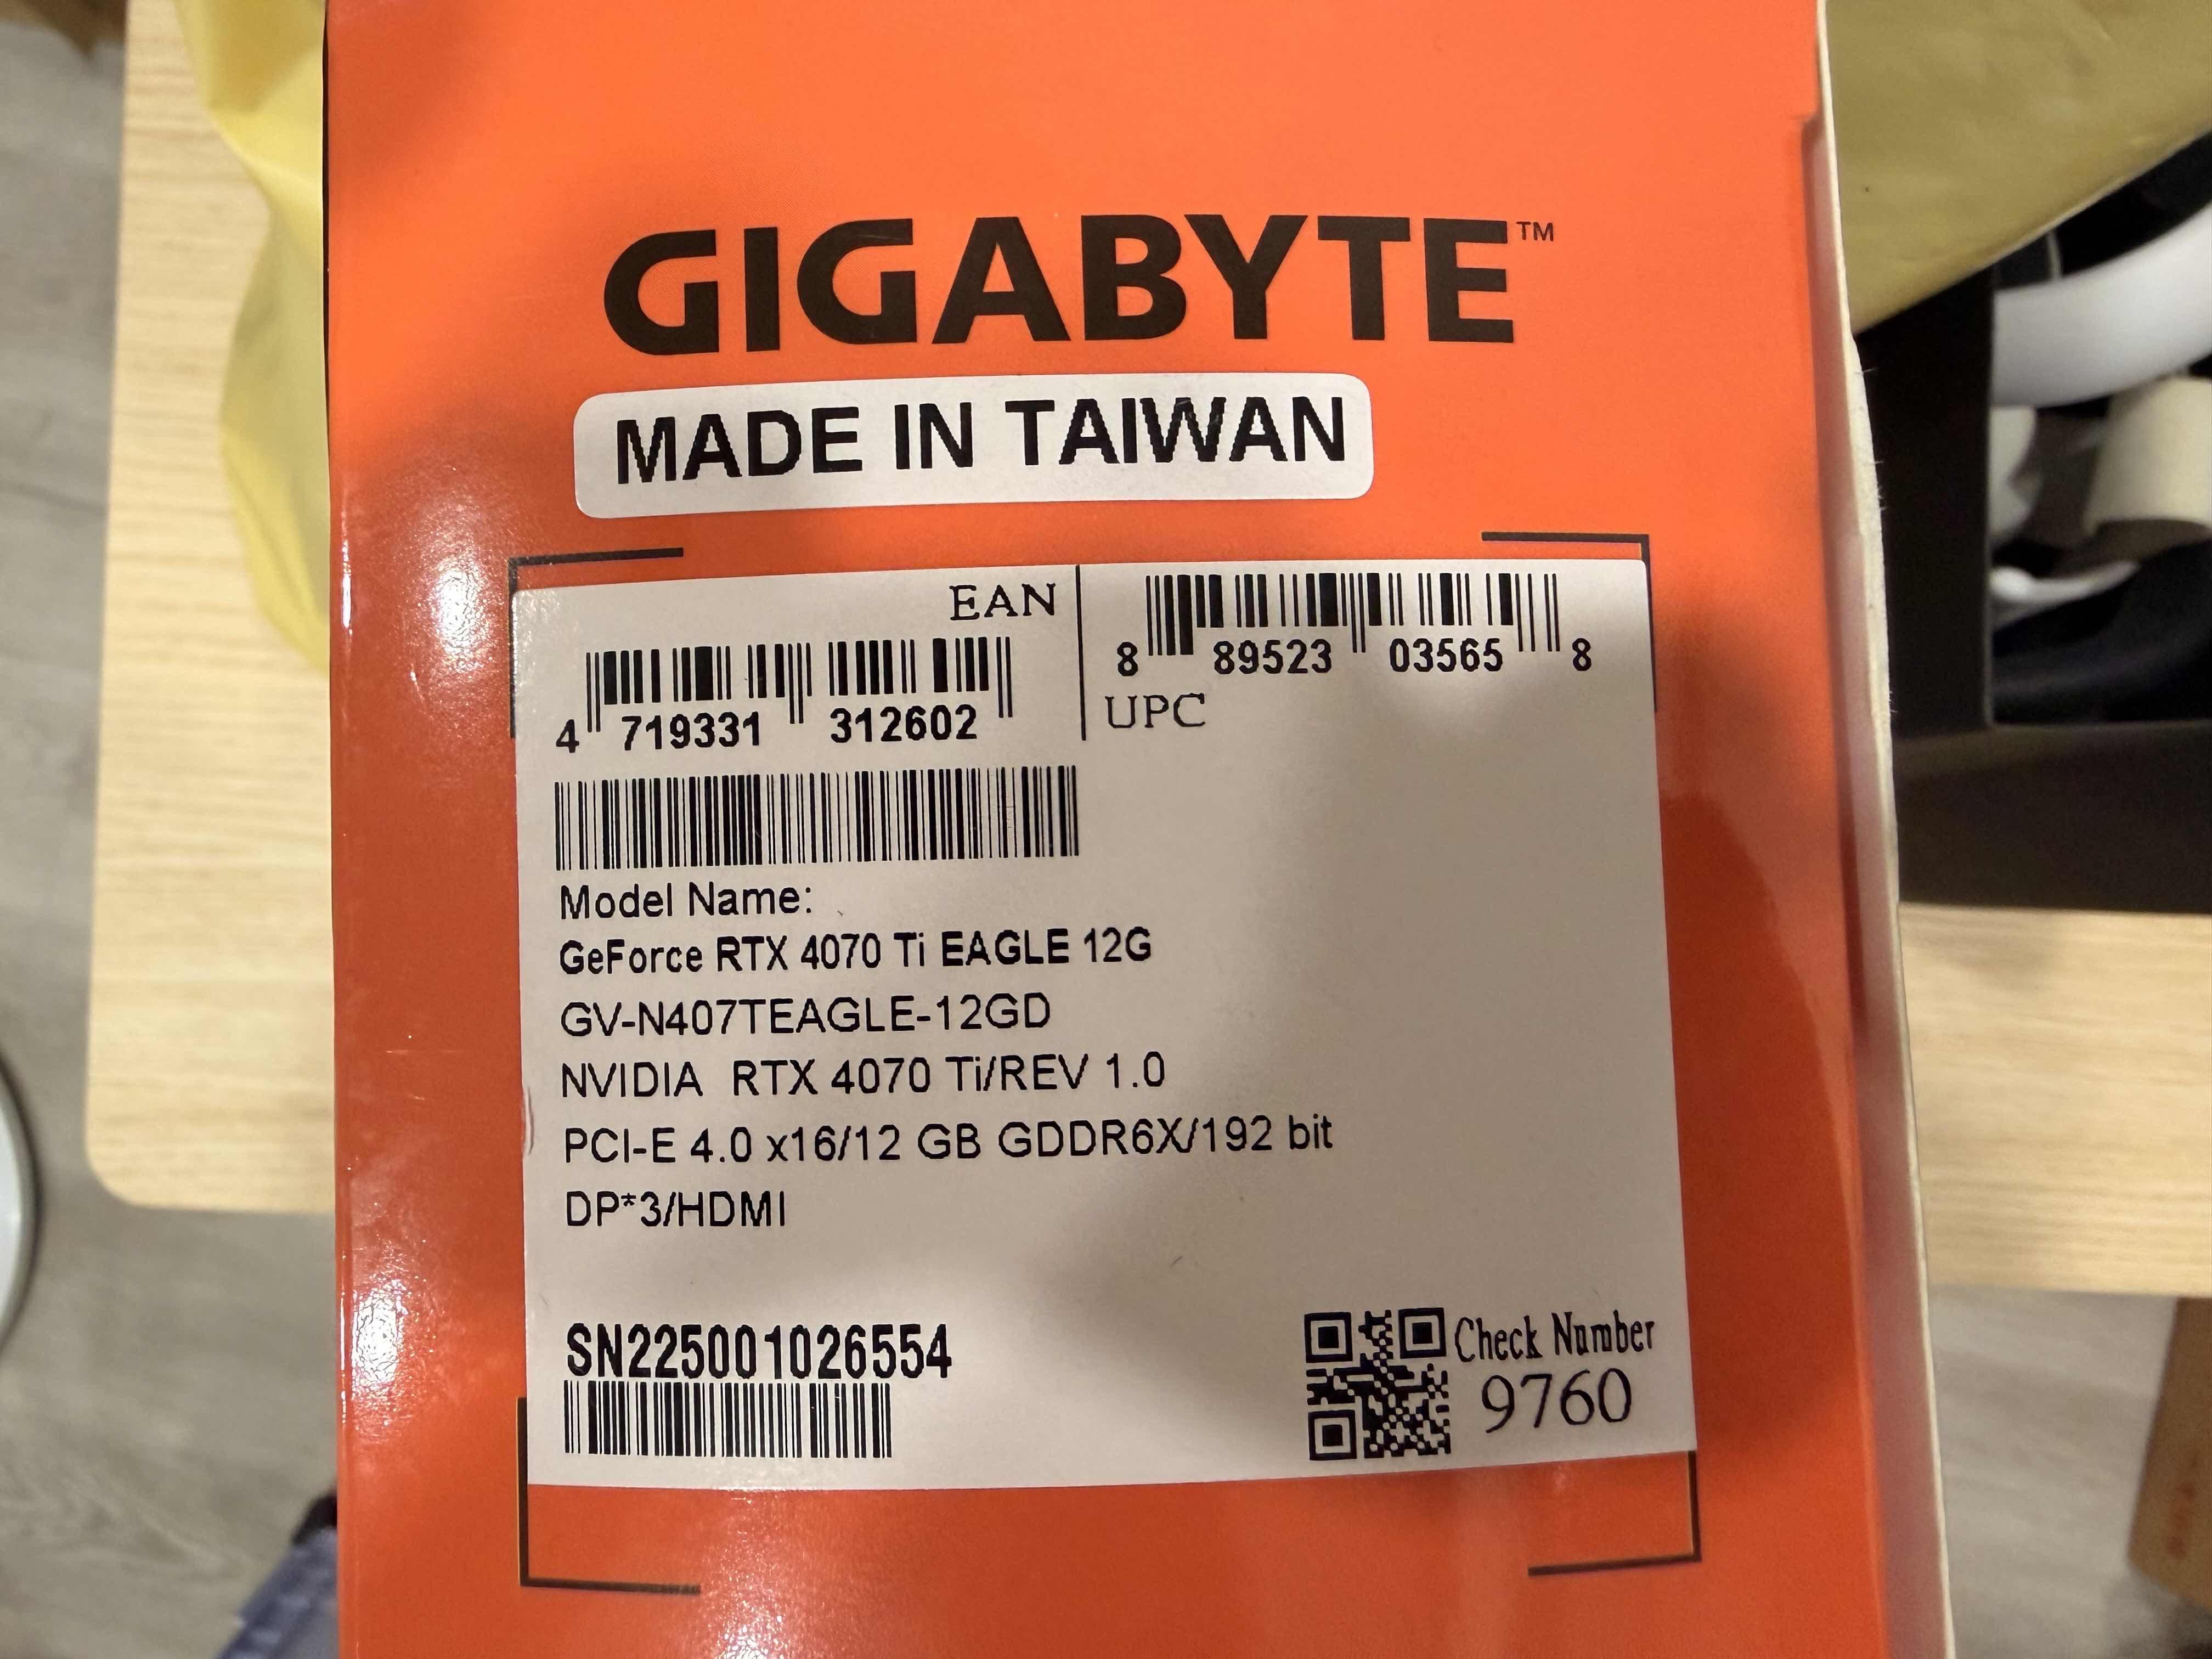 GIGABYTE™
MADE IN TAIWAN
EAN
4 719331 312602
8 89523 03565 8
UPC
Model Name:
GeForce RTX 4070 Ti EAGLE 12G
GV-N407TEAGLE-12GD
NVIDIA RTX 4070 Ti/REV 1.0
PCI-E 4.0 x16/12 GB GDDR6X/192 bit
DP*3/HDMI
SN225001026554
Check Number
9760